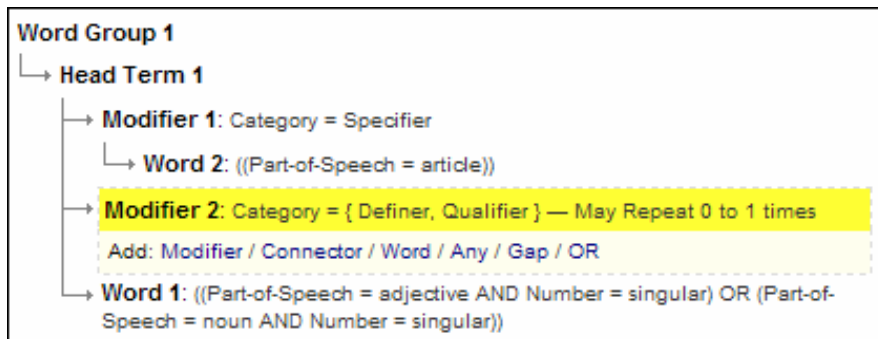 Word Group 1
Head Term 1
Modifier 1: Category = Specifier
Word 2: ((Part-of-Speech = article))
Modifier 2: Category = { Definer, Qualifier } — May Repeat 0 to 1 times
Add: Modifier / Connector / Word / Any / Gap / OR
Word 1: ((Part-of-Speech = adjective AND Number = singular) OR (Part-of-
Speech = noun AND Number = singular))